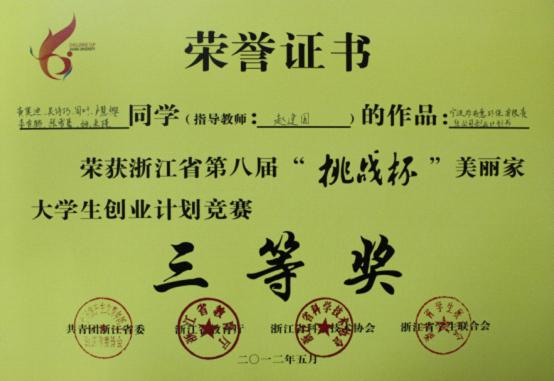 CHALLENGE CUP
荣誉证书
同学（指导教师：赵建国）的作品：
荣获浙江省第八届“挑战杯”美丽家
大学生创业计划竞赛
三等奖
共青团浙江省委 浙江省教育厅 浙江省科学技术协会 浙江省学生联合会
二〇一二年五月